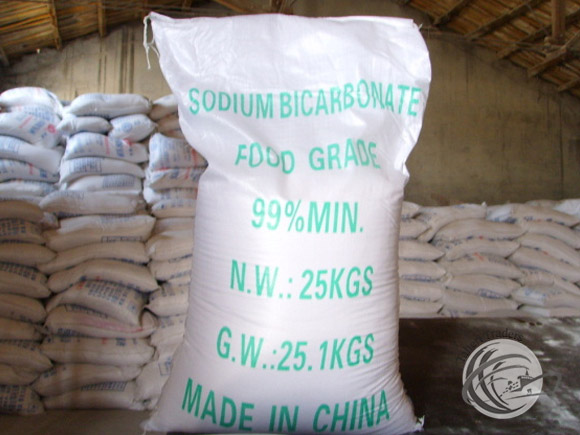 SODIUM BICARBONATE
FOOD GRADE
99%MIN.
N.W.: 25KGS
G.W.:25.1KGS
MADE IN CHINA